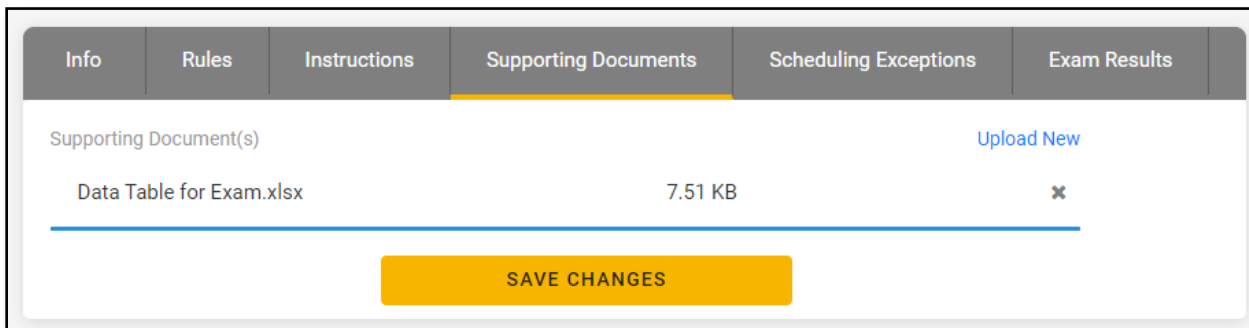 Info Rules Instructions Supporting Documents Scheduling Exceptions Exam Results
Supporting Document(s) Upload New
Data Table for Exam.xlsx 7.51 KB ✖
SAVE CHANGES